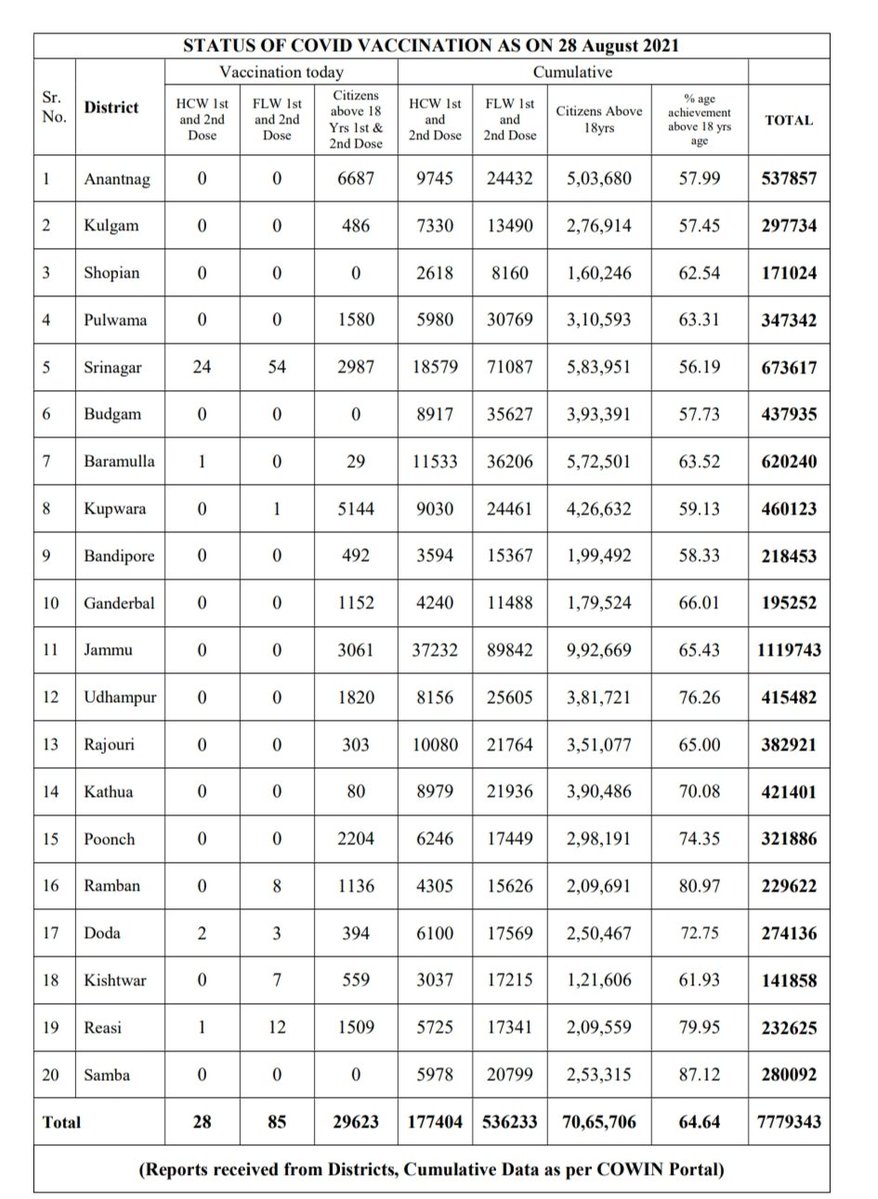 STATUS OF COVID VACCINATION AS ON 28 August 2021
Vaccination today Cumulative
Sr. No. District HCW 1st and 2nd Dose FLW 1st and 2nd Dose Citizens above 18 Yrs 1st & 2nd Dose HCW 1st and 2nd Dose FLW 1st and 2nd Dose Citizens Above 18yrs % age achievement above 18 yrs age TOTAL
1 Anantnag 0 0 6687 9745 24432 5,03,680 57.99 537857
2 Kulgam 0 0 486 7330 13490 2,76,914 57.45 297734
3 Shopian 0 0 0 2618 8160 1,60,246 62.54 171024
4 Pulwama 0 0 1580 5980 30769 3,10,593 63.31 347342
5 Srinagar 24 54 2987 18579 71087 5,83,951 56.19 673617
6 Budgam 0 0 0 8917 35627 3,93,391 57.73 437935
7 Baramulla 1 0 29 11533 36206 5,72,501 63.52 620240
8 Kupwara 0 1 5144 9030 24461 4,26,632 59.13 460123
9 Bandipore 0 0 492 3594 15367 1,99,492 58.33 218453
10 Ganderbal 0 0 1152 4240 11488 1,79,524 66.01 195252
11 Jammu 0 0 3061 37232 89842 9,92,669 65.43 1119743
12 Udhampur 0 0 1820 8156 25605 3,81,721 76.26 415482
13 Rajouri 0 0 303 10080 21764 3,51,077 65.00 382921
14 Kathua 0 0 80 8979 21936 3,90,486 70.08 421401
15 Poonch 0 0 2204 6246 17449 2,98,191 74.35 321886
16 Ramban 0 8 1136 4305 15626 2,09,691 80.97 229622
17 Doda 2 3 394 6100 17569 2,50,467 72.75 274136
18 Kishtwar 0 7 559 3037 17215 1,21,606 61.93 141858
19 Reasi 1 12 1509 5725 17341 2,09,559 79.95 232625
20 Samba 0 0 0 5978 20799 2,53,315 87.12 280092
Total 28 85 29623 177404 536233 70,65,706 64.64 7779343
(Reports received from Districts, Cumulative Data as per COWIN Portal)